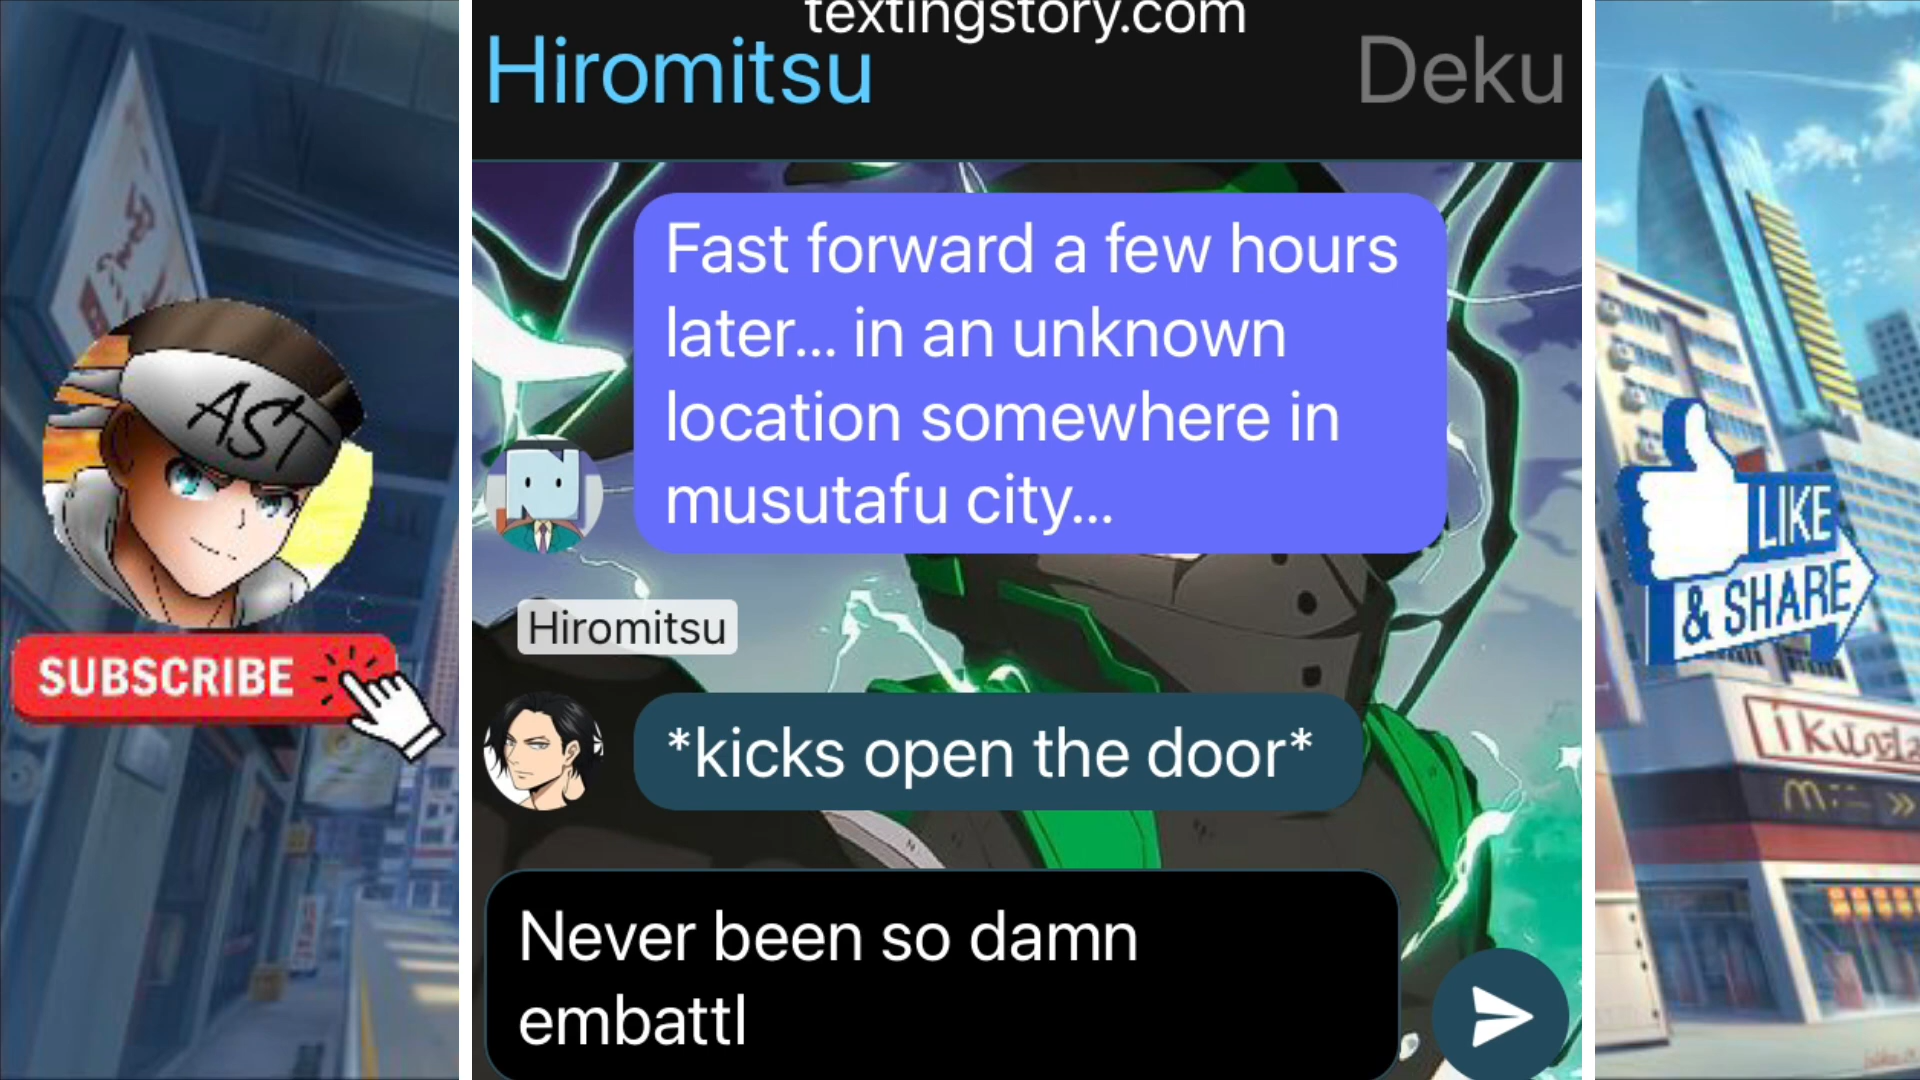 textingstory.com
Hiromitsu
Deku
Fast forward a few hours
later... in an unknown
location somewhere in
musutafu city...
Hiromitsu
*kicks open the door*
Never been so damn
embattl
AST
SUBSCRIBE
LIKE
& SHARE